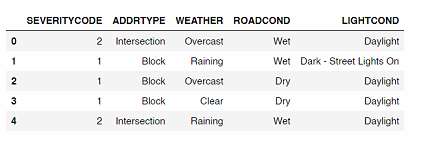 SEVERITYCODE ADDRTYPE WEATHER ROADCOND LIGHTCOND
0 2 Intersection Overcast Wet Daylight
1 1 Block Raining Wet Dark - Street Lights On
2 1 Block Overcast Dry Daylight
3 1 Block Clear Dry Daylight
4 2 Intersection Raining Wet Daylight